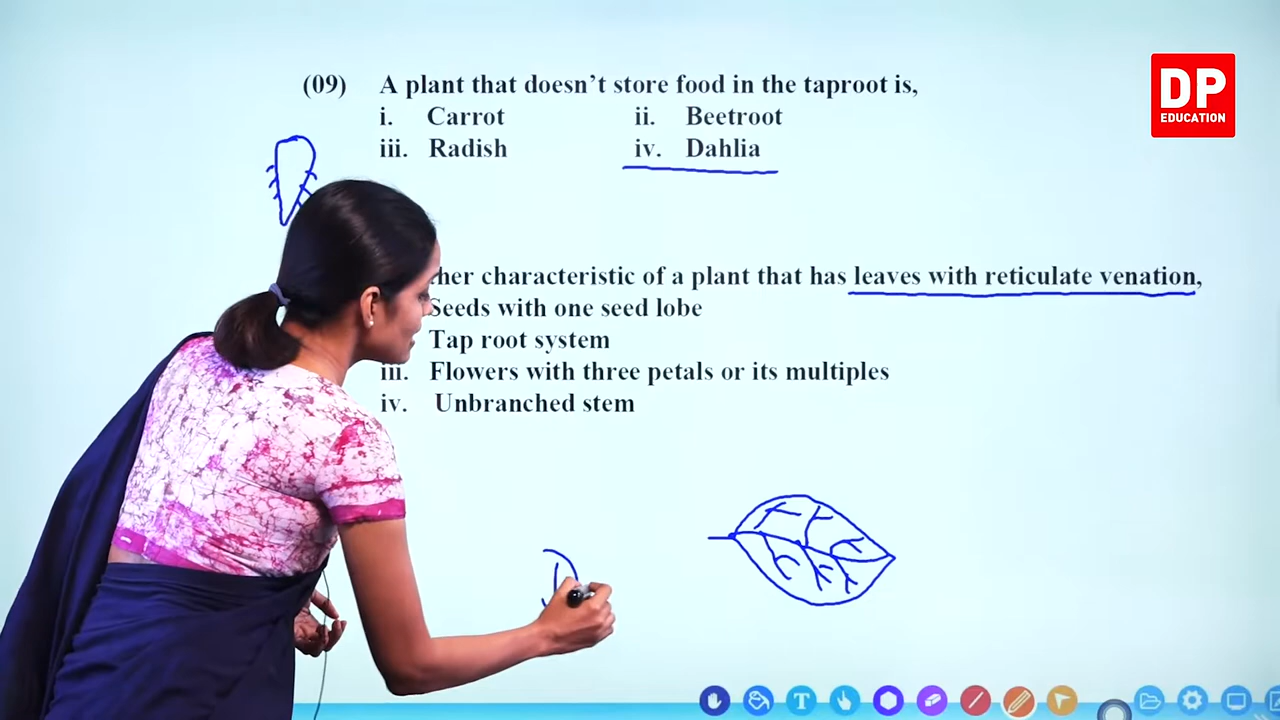 DP
EDUCATION
(09) A plant that doesn't store food in the taproot is,
i. Carrot ii. Beetroot
iii. Radish iv. Dahlia
her characteristic of a plant that has leaves with reticulate venation,
Seeds with one seed lobe
Tap root system
iii. Flowers with three petals or its multiples
iv. Unbranched stem